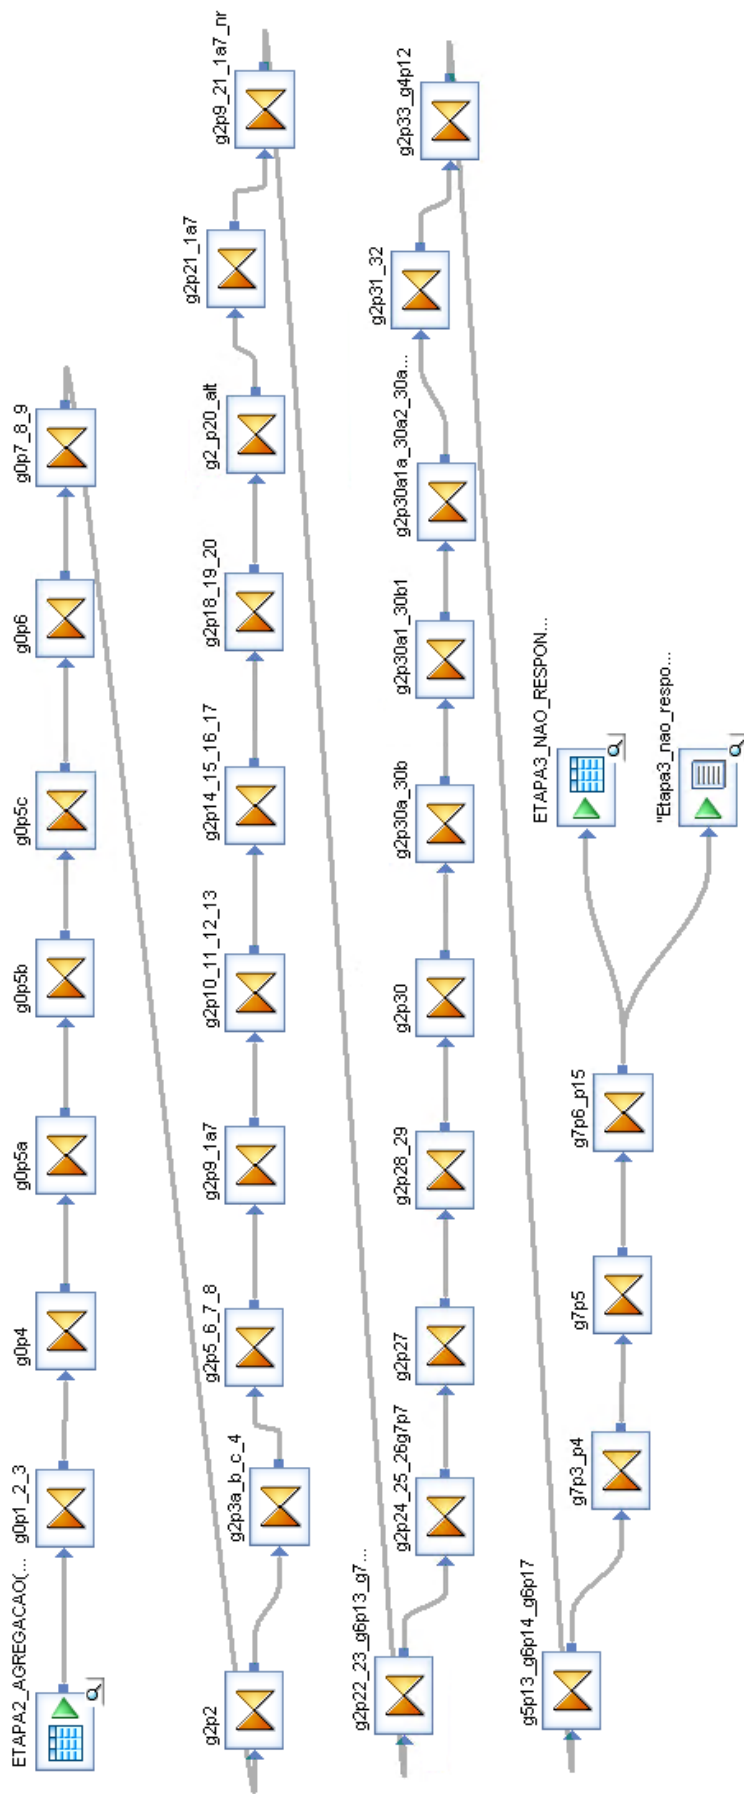 ETAPA2_AGREGACAO(...
g0p1_2_3
g0p4
g0p5a
g0p5b
g0p5c
g0p6
g0p7_8_9
g2p2
g2p3a_b_c_4
g2p5_6_7_8
g2p9_1a7
g2p10_11_12_13
g2p14_15_16_17
g2p18_19_20
g2_p20_alt
g2p21_1a7
g2p9_21_1a7_nr
g2p22_23_g6p13_g7...
g2p24_25_26g7p7
g2p27
g2p28_29
g2p30
g2p30a_30b
g2p30a1_30b1
g2p30a1a_30a2_30a...
g2p31_32
g2p33_g4p12
g5p13_g6p14_g6p17
g7p3_p4
g7p5
g7p6_p15
ETAPA3_NAO_RESPON...
"Etapa3_nao_respo...